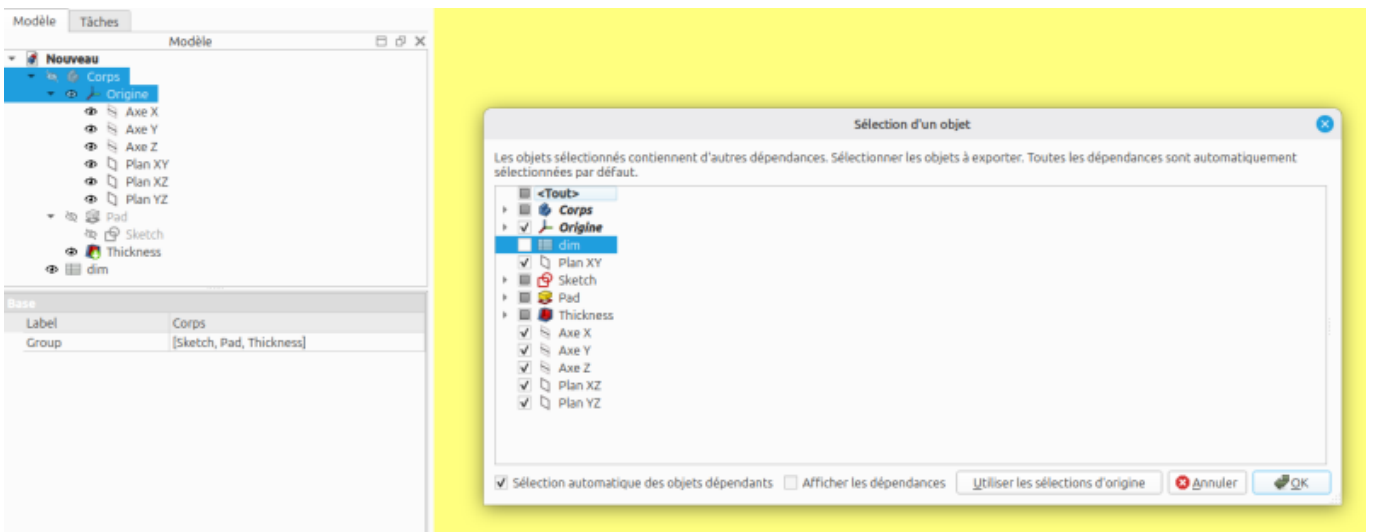 Modèle Tâches
Modèle
Nouveau
Corps
Origine
Axe X
Axe Y
Axe Z
Plan XY
Plan XZ
Plan YZ
Pad
Sketch
Thickness
dim
Base
Label Corps
Group [Sketch, Pad, Thickness]
Sélection d'un objet
Les objets sélectionnés contiennent d'autres dépendances. Sélectionner les objets à exporter. Toutes les dépendances sont automatiquement
sélectionnées par défaut.
<Tout>
Corps
Origine
dim
Plan XY
Sketch
Pad
Thickness
Axe X
Axe Y
Axe Z
Plan XZ
Plan YZ
Sélection automatique des objets dépendants Afficher les dépendances Utiliser les sélections d'origine Annuler OK